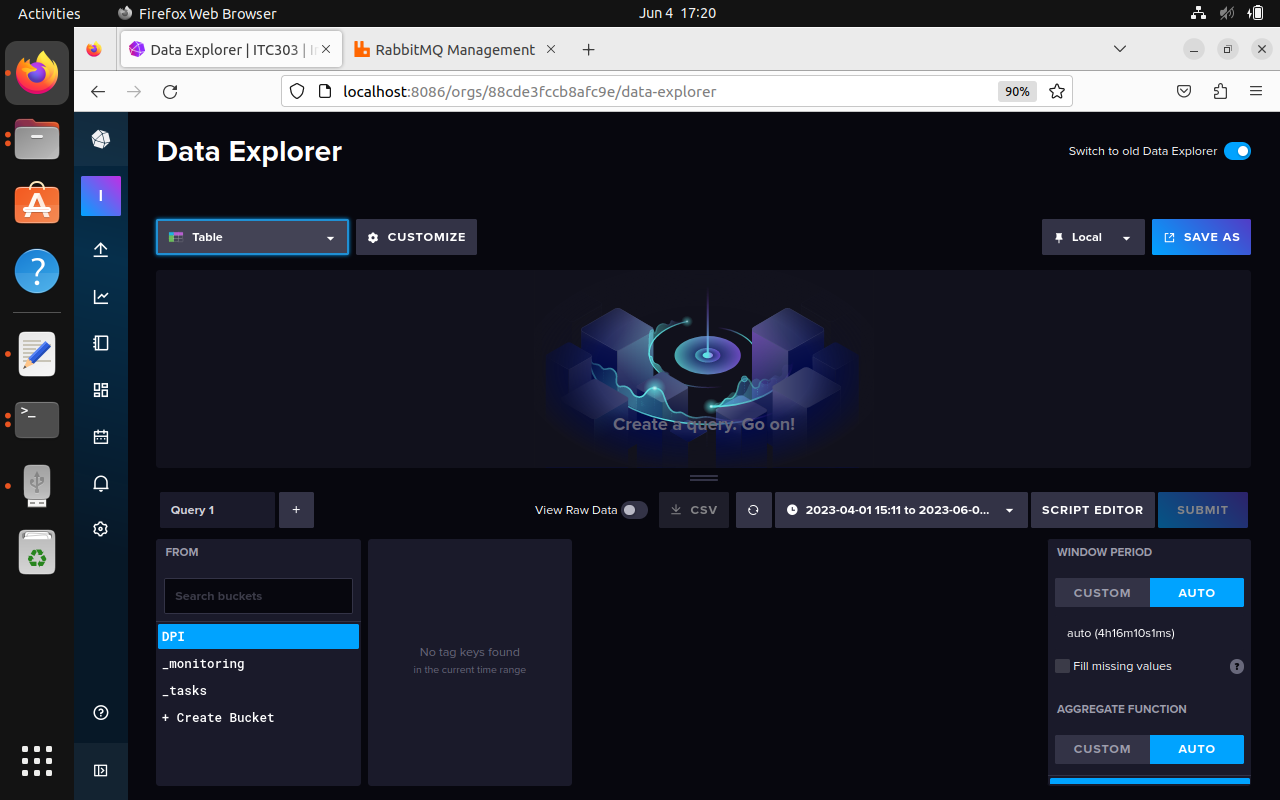 Activities
Firefox Web Browser
Jun 4 17:20
Data Explorer | ITC303 | In
RabbitMQ Management
localhost:8086/orgs/88cde3fccb8afc9e/data-explorer
90%
Data Explorer
Switch to old Data Explorer
I
Table
CUSTOMIZE
Local
SAVE AS
Create a query. Go on!
Query 1
+
View Raw Data
CSV
2023-04-01 15:11 to 2023-06-0...
SCRIPT EDITOR
SUBMIT
FROM
Search buckets
DPI
_monitoring
_tasks
+ Create Bucket
No tag keys found
in the current time range
WINDOW PERIOD
CUSTOM
AUTO
auto (4h16m10s1ms)
Fill missing values
?
AGGREGATE FUNCTION
CUSTOM
AUTO